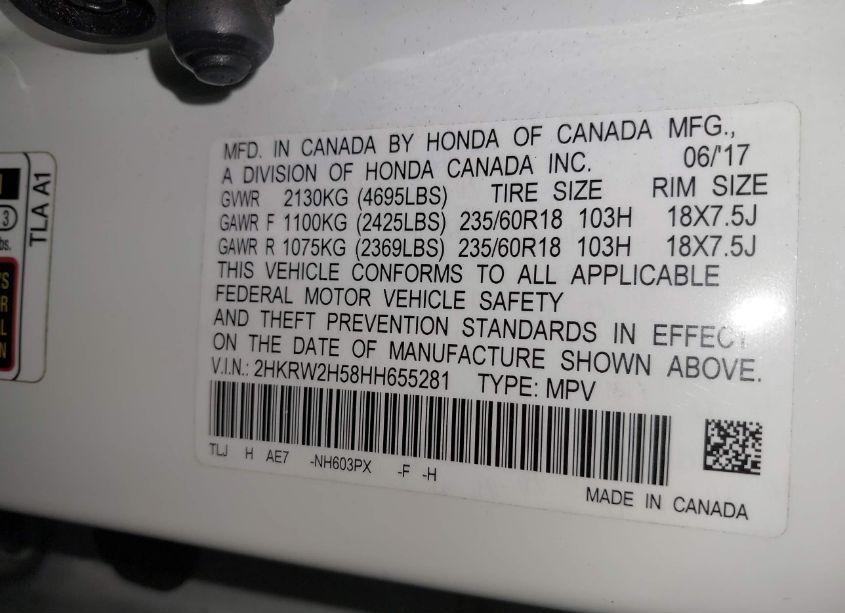 MFD. IN CANADA BY HONDA OF CANADA MFG.,
A DIVISION OF HONDA CANADA INC. 06/'17
GVWR 2130KG (4695LBS) TIRE SIZE RIM SIZE
GAWR F 1100KG (2425LBS) 235/60R18 103H 18X7.5J
GAWR R 1075KG (2369LBS) 235/60R18 103H 18X7.5J
THIS VEHICLE CONFORMS TO ALL APPLICABLE
FEDERAL MOTOR VEHICLE SAFETY
AND THEFT PREVENTION STANDARDS IN EFFECT
ON THE DATE OF MANUFACTURE SHOWN ABOVE.
V.I.N.: 2HKRW2H58HH655281 TYPE: MPV
TLJ H AE7 -NH603PX -F -H
MADE IN CANADA
TLA A1
3